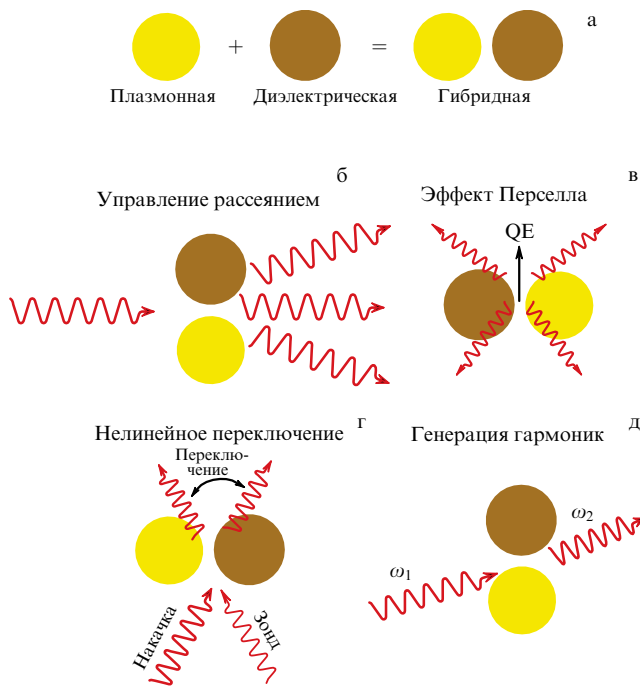 а
+ =
Плазмонная Диэлектрическая Гибридная
б
Управление рассеянием
в
Эффект Перселла
QE
г
Нелинейное переключение
Переклю-
чение
Накачка
Зонд
д
Генерация гармоник
ω₁
ω₂